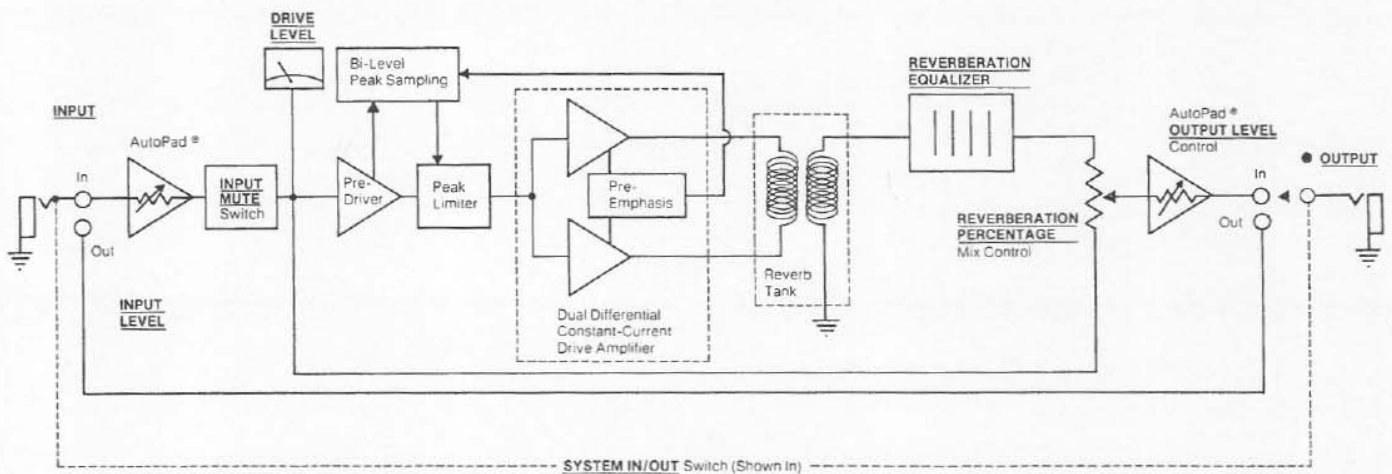 DRIVE
LEVEL
Bi-Level
Peak Sampling
REVERBERATION
EQUALIZER
INPUT
AutoPad ®
AutoPad ®
OUTPUT LEVEL
Control
OUTPUT
In
INPUT
MUTE
Switch
Pre-
Driver
Peak
Limiter
Pre-
Emphasis
In
Out
Out
REVERBERATION
PERCENTAGE
Mix Control
INPUT
LEVEL
Reverb
Tank
Dual Differential
Constant-Current
Drive Amplifier
SYSTEM IN/OUT Switch (Shown In)